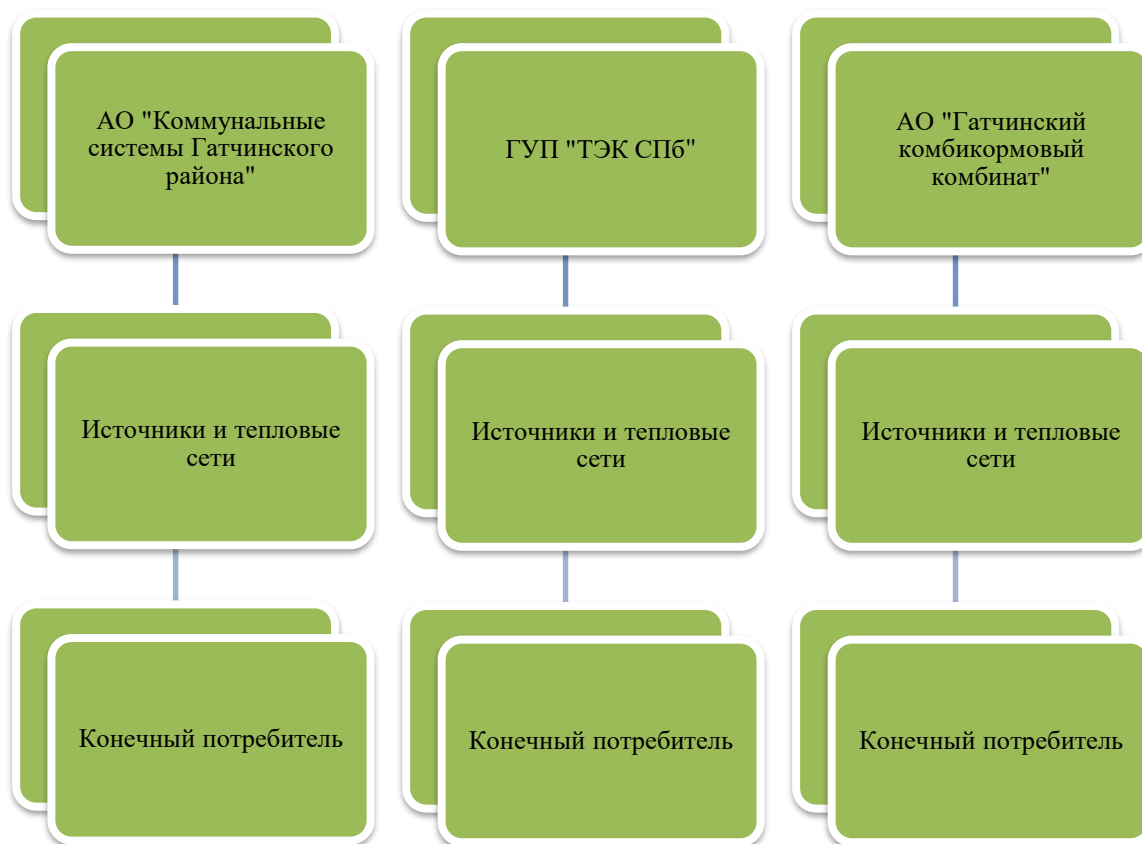 АО "Коммунальные
системы Гатчинского
района"
ГУП "ТЭК СПб"
АО "Гатчинский
комбикормовый
комбинат"
Источники и тепловые
сети
Источники и тепловые
сети
Источники и тепловые
сети
Конечный потребитель
Конечный потребитель
Конечный потребитель